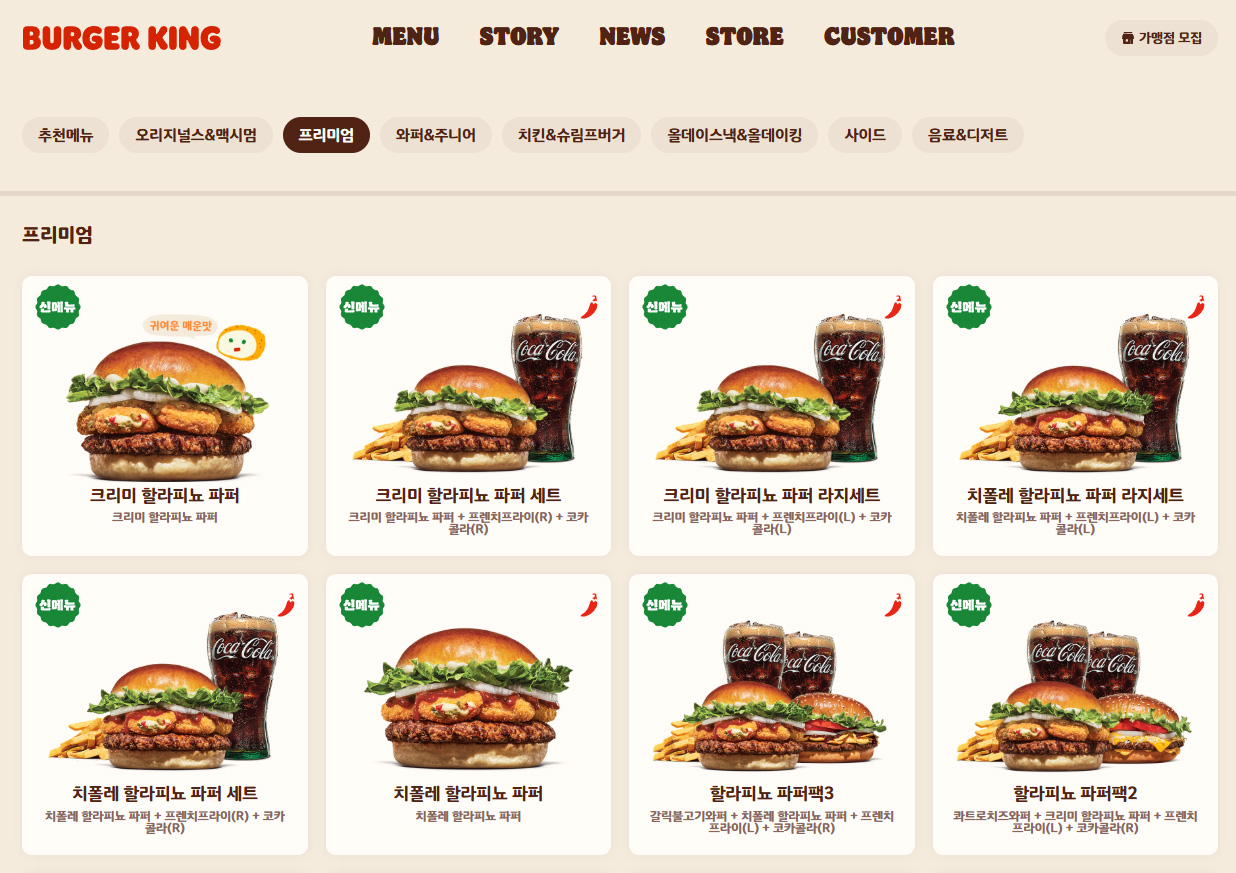 BURGER KING
MENU STORY NEWS STORE CUSTOMER
가맹점 모집
추천메뉴 오리지널스&맥시멈 프리미엄 와퍼&주니어 치킨&슈림프버거 올데이스낵&올데이킹 사이드 음료&디저트
프리미엄
신메뉴
귀여운 매운맛
크리미 할라피뇨 파퍼
크리미 할라피뇨 파퍼
신메뉴
Coca-Cola
크리미 할라피뇨 파퍼 세트
크리미 할라피뇨 파퍼 + 프렌치프라이(R) + 코카
콜라(R)
신메뉴
Coca-Cola
크리미 할라피뇨 파퍼 라지세트
크리미 할라피뇨 파퍼 + 프렌치프라이(L) + 코카
콜라(L)
신메뉴
Coca-Cola
치폴레 할라피뇨 파퍼 라지세트
치폴레 할라피뇨 파퍼 + 프렌치프라이(L) + 코카
콜라(L)
신메뉴
Coca-Cola
치폴레 할라피뇨 파퍼 세트
치폴레 할라피뇨 파퍼 + 프렌치프라이(R) + 코카
콜라(R)
신메뉴
치폴레 할라피뇨 파퍼
치폴레 할라피뇨 파퍼
신메뉴
Coca-Cola
Coca-Cola
할라피뇨 파퍼팩3
갈릭불고기와퍼 + 치폴레 할라피뇨 파퍼 + 프렌치
프라이(L) + 코카콜라(R)
신메뉴
Coca-Cola
Coca-Cola
할라피뇨 파퍼팩2
콰트로치즈와퍼 + 크리미 할라피뇨 파퍼 + 프렌치
프라이(L) + 코카콜라(R)